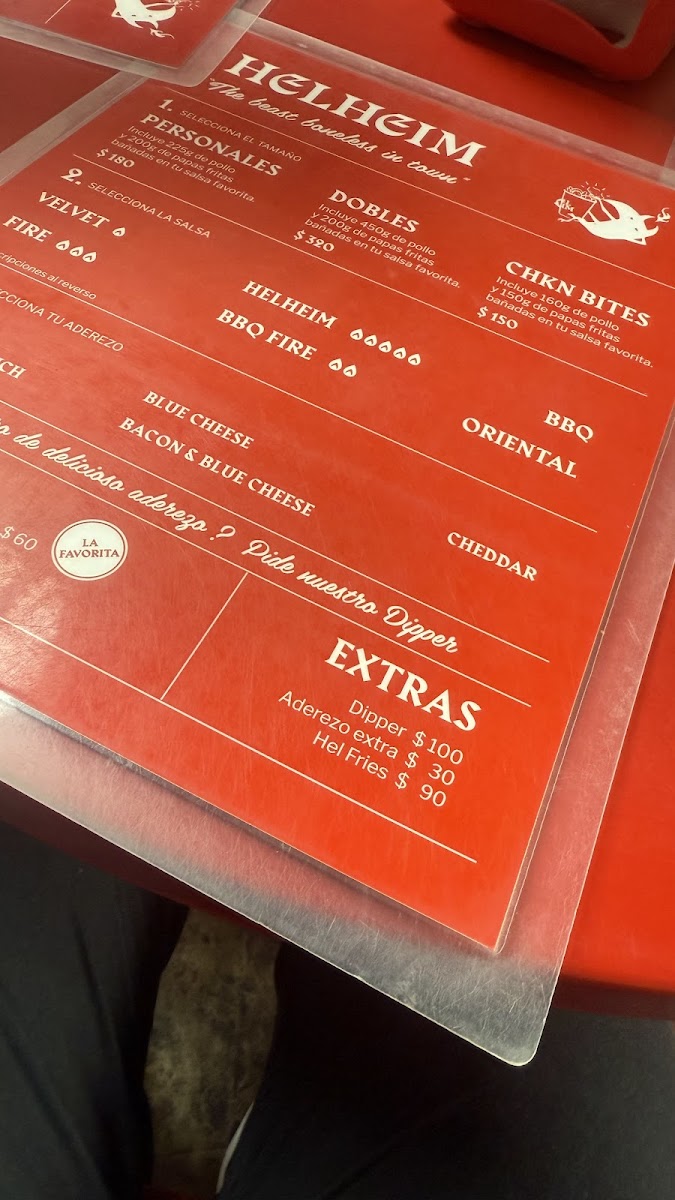 HELHEIM
"The beast boneless in town"
1. SELECCIONA EL TAMAÑO
PERSONALES
Incluye 225g de pollo
y 200g de papas fritas
bañadas en tu salsa favorita.
$ 180
DOBLES
Incluye 450g de pollo
y 200g de papas fritas
bañadas en tu salsa favorita.
$ 320
CHKN BITES
Incluye 160g de pollo
y 150g de papas fritas
bañadas en tu salsa favorita.
$ 150
2. SELECCIONA LA SALSA
VELVET
FIRE
HELHEIM
BBQ FIRE
BBQ
ORIENTAL
al reverso
TU ADEREZO
BLUE CHEESE
BACON & BLUE CHEESE
CHEDDAR
de delicioso aderezo ? Pide nuestro Dipper
$ 60
LA
FAVORITA
EXTRAS
Dipper $ 100
Aderezo extra $ 30
Hel Fries $ 90